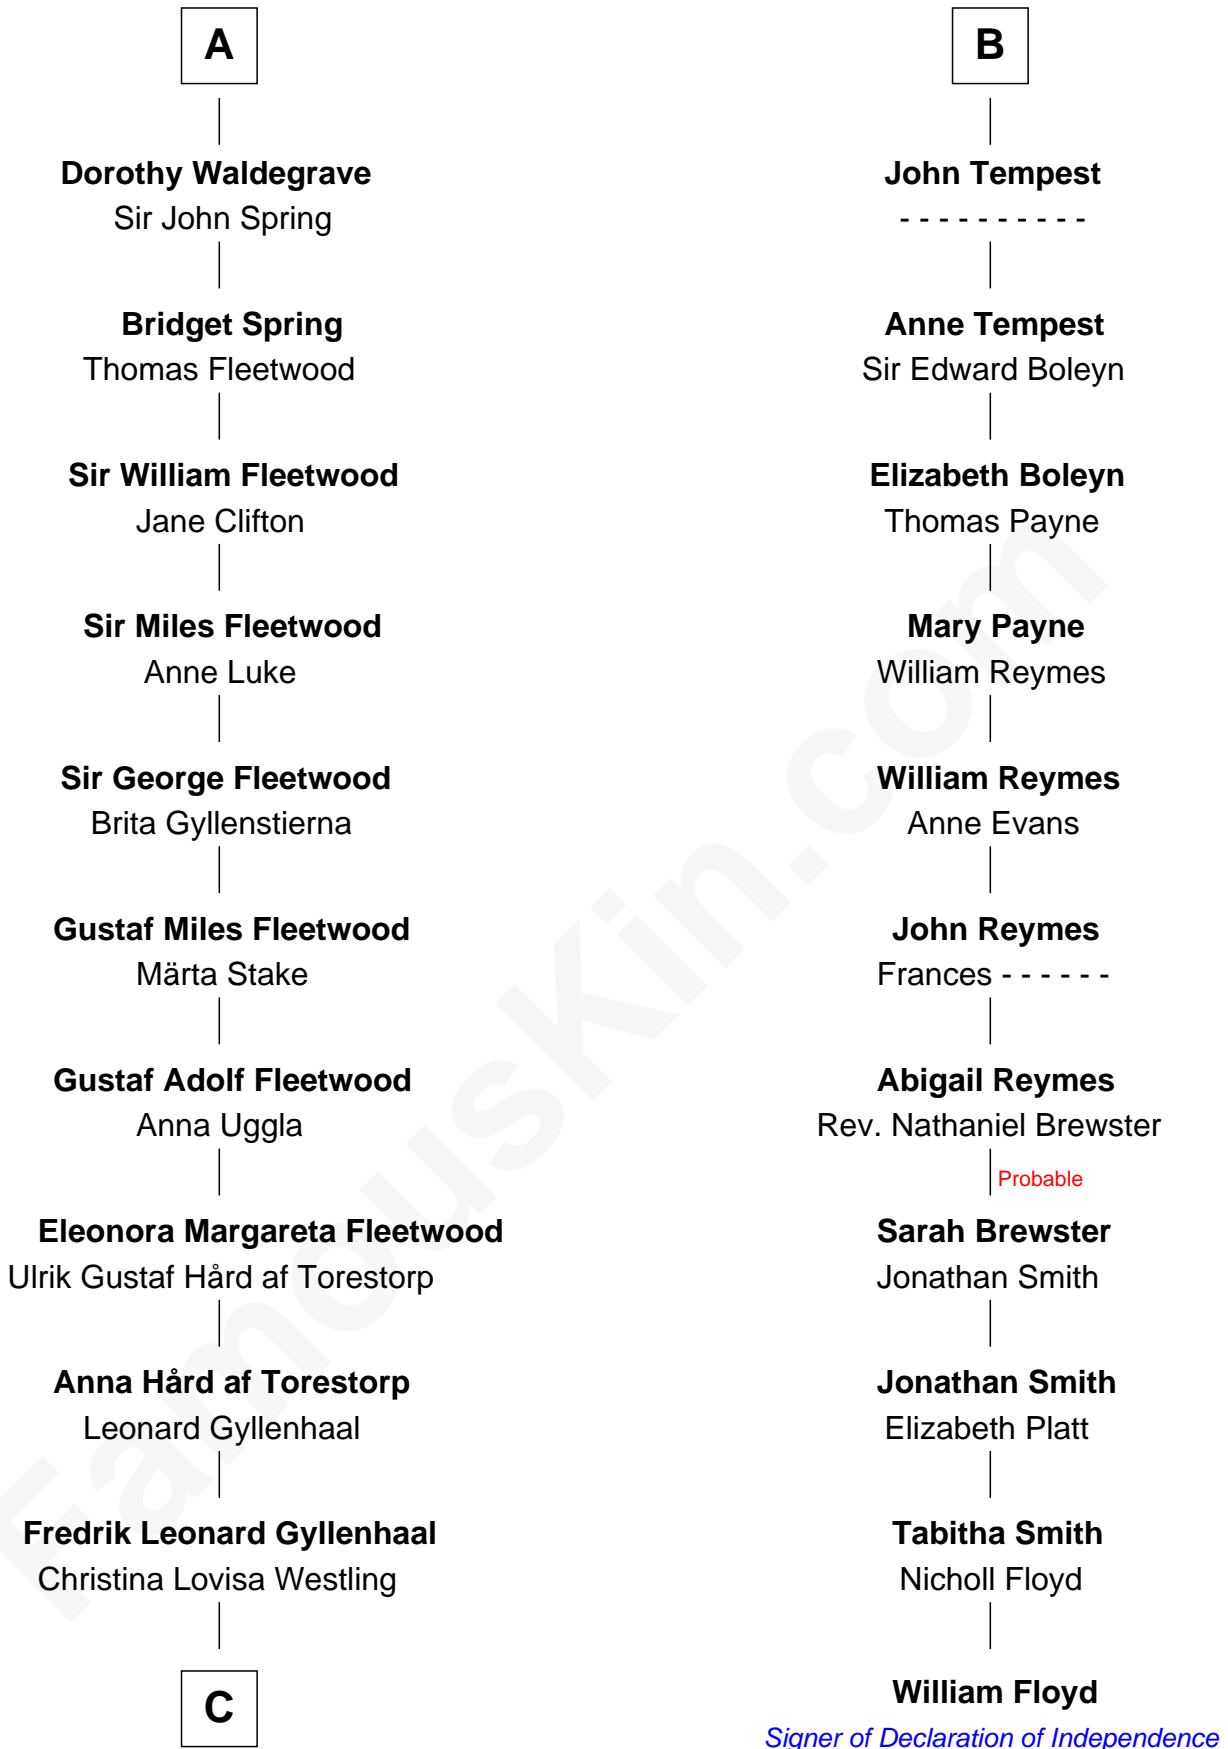 A
Dorothy Waldegrave
Sir John Spring
Bridget Spring
Thomas Fleetwood
Sir William Fleetwood
Jane Clifton
Sir Miles Fleetwood
Anne Luke
Sir George Fleetwood
Brita Gyllenstierna
Gustaf Miles Fleetwood
Märta Stake
Gustaf Adolf Fleetwood
Anna Uggla
Eleonora Margareta Fleetwood
Ulrik Gustaf Hård af Torestorp
Anna Hård af Torestorp
Leonard Gyllenhaal
Fredrik Leonard Gyllenhaal
Christina Lovisa Westling
C
B
John Tempest
- - - - - - - - - -
Anne Tempest
Sir Edward Boleyn
Elizabeth Boleyn
Thomas Payne
Mary Payne
William Reymes
William Reymes
Anne Evans
John Reymes
Frances - - - - - -
Abigail Reymes
Rev. Nathaniel Brewster
Probable
Sarah Brewster
Jonathan Smith
Jonathan Smith
Elizabeth Platt
Tabitha Smith
Nicholl Floyd
William Floyd
Signer of Declaration of Independence
FamousKin.com